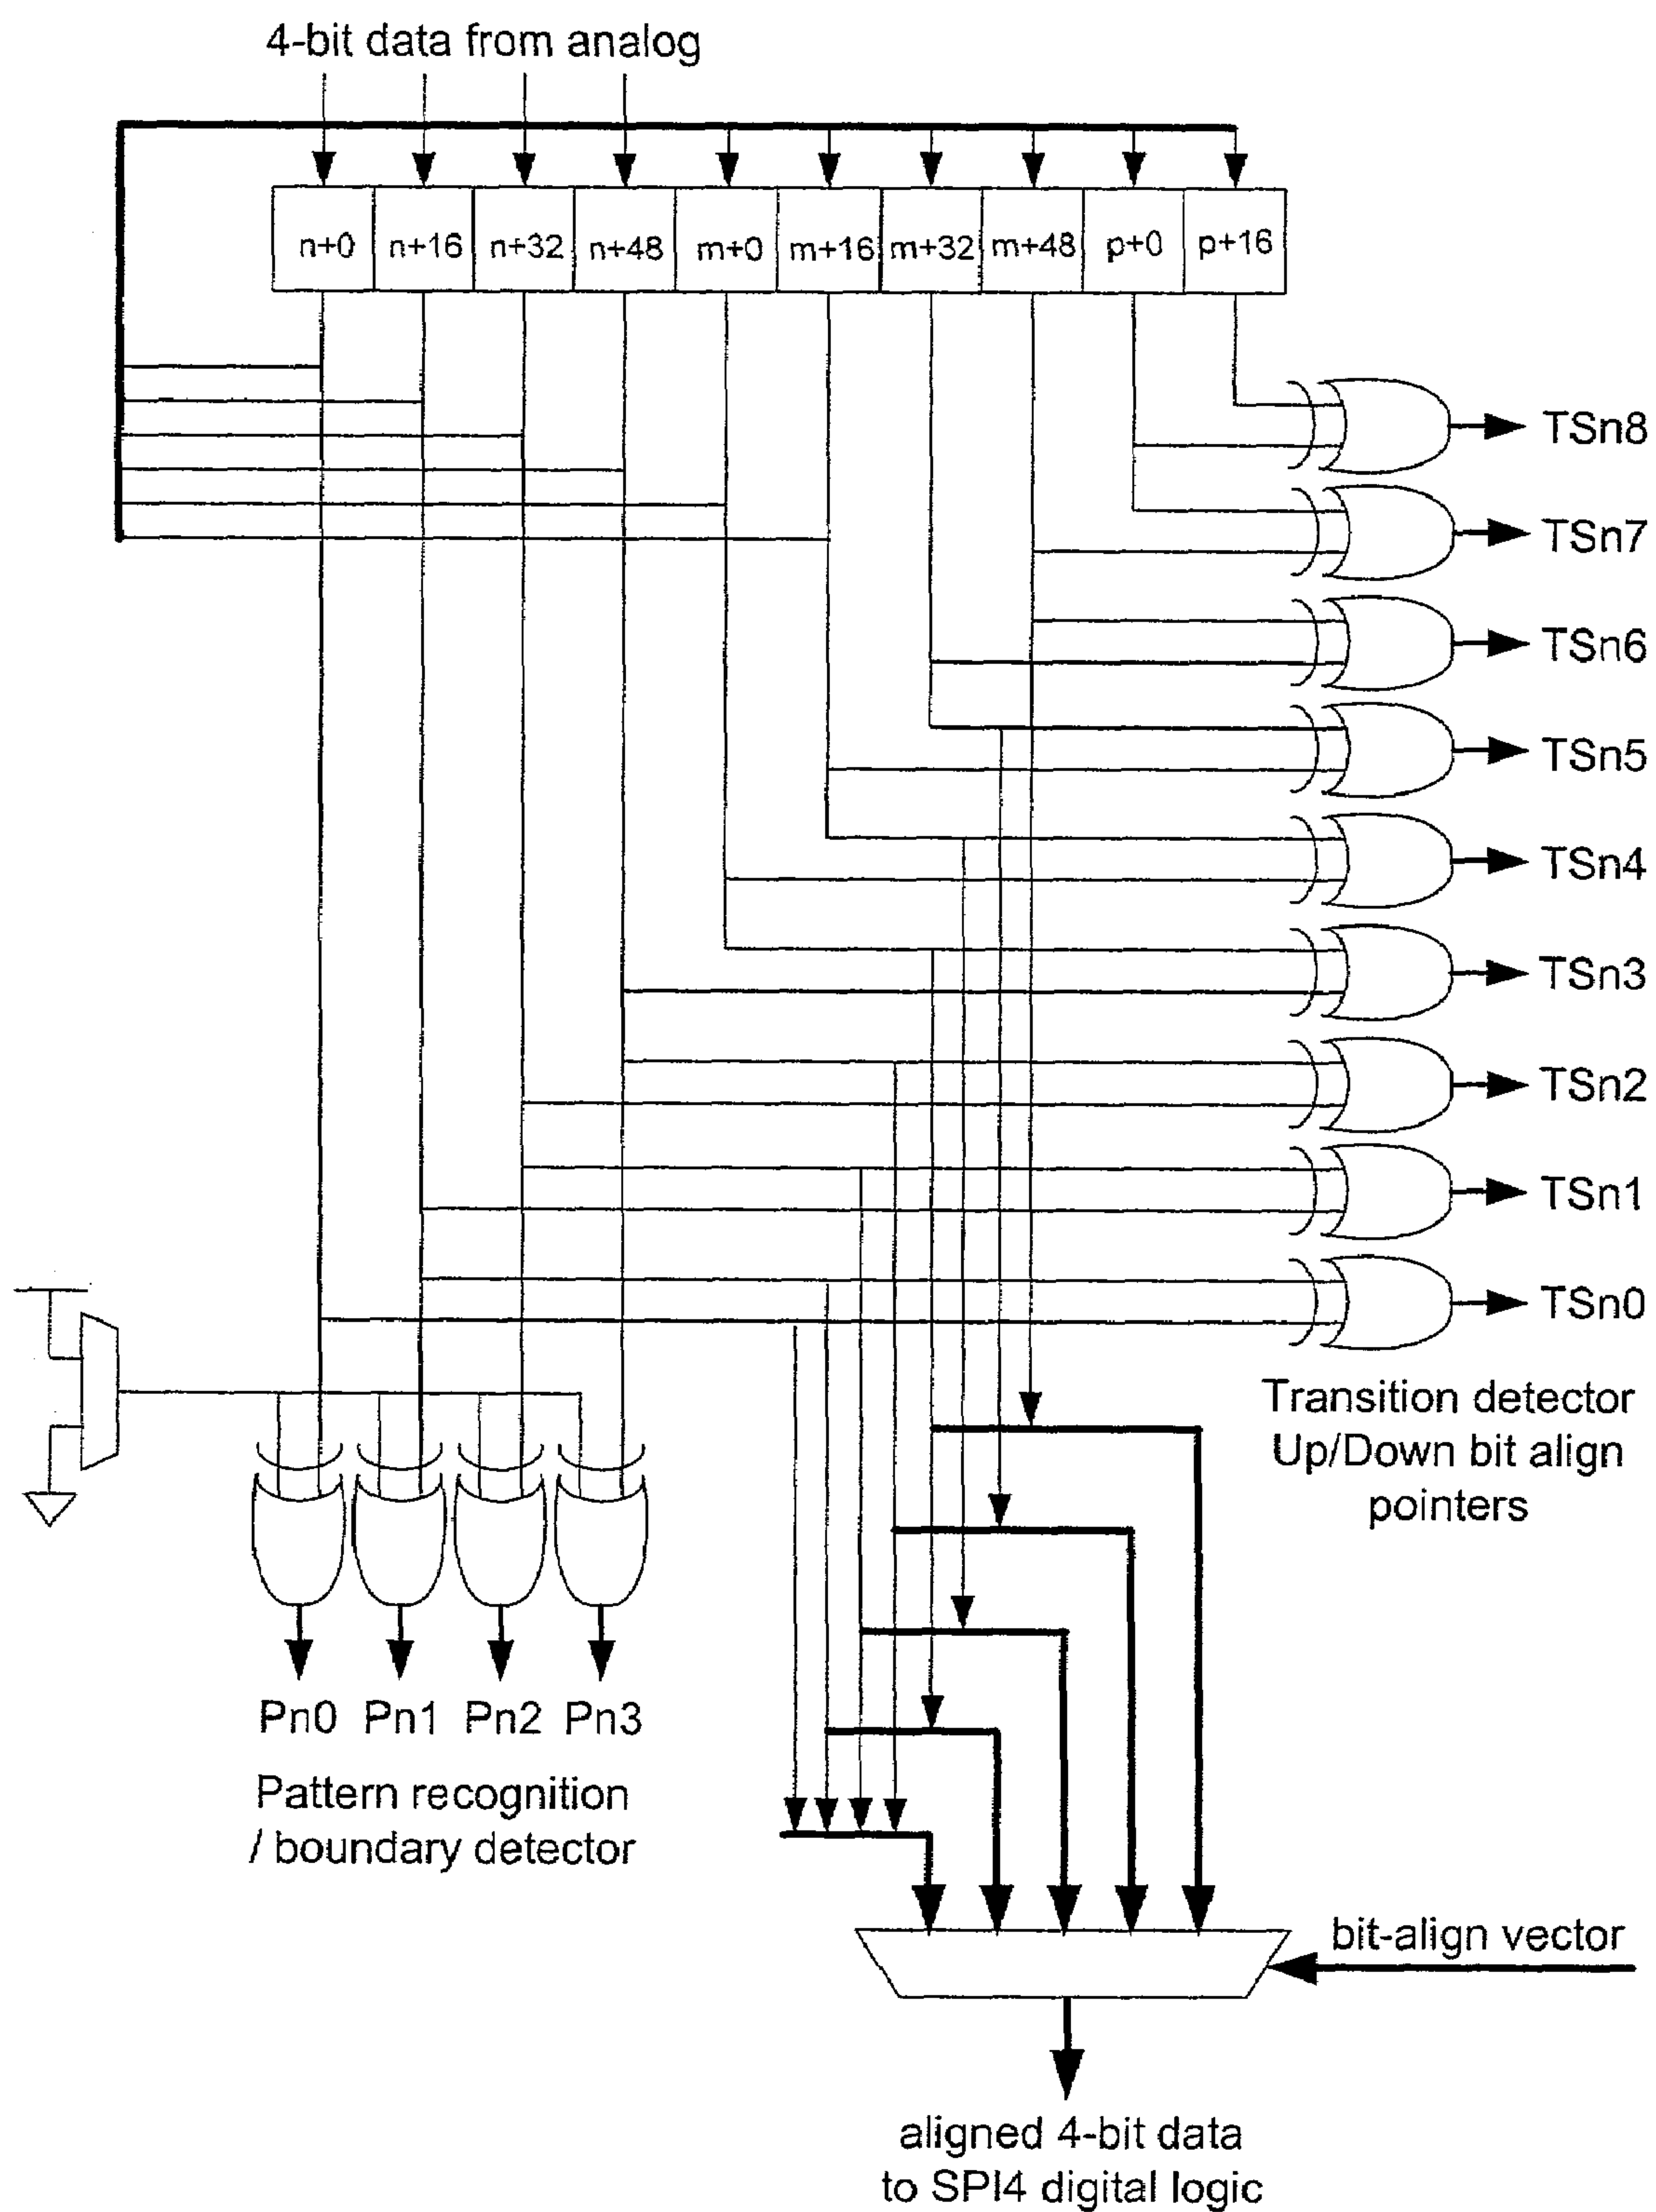 4-bit data from analog
n+0 n+16 n+32 n+48 m+0 m+16 m+32 m+48 p+0 p+16
TSn8
TSn7
TSn6
TSn5
TSn4
TSn3
TSn2
TSn1
TSn0
Transition detector
Up/Down bit align
pointers
Pn0 Pn1 Pn2 Pn3
Pattern recognition
/ boundary detector
bit-align vector
aligned 4-bit data
to SPI4 digital logic